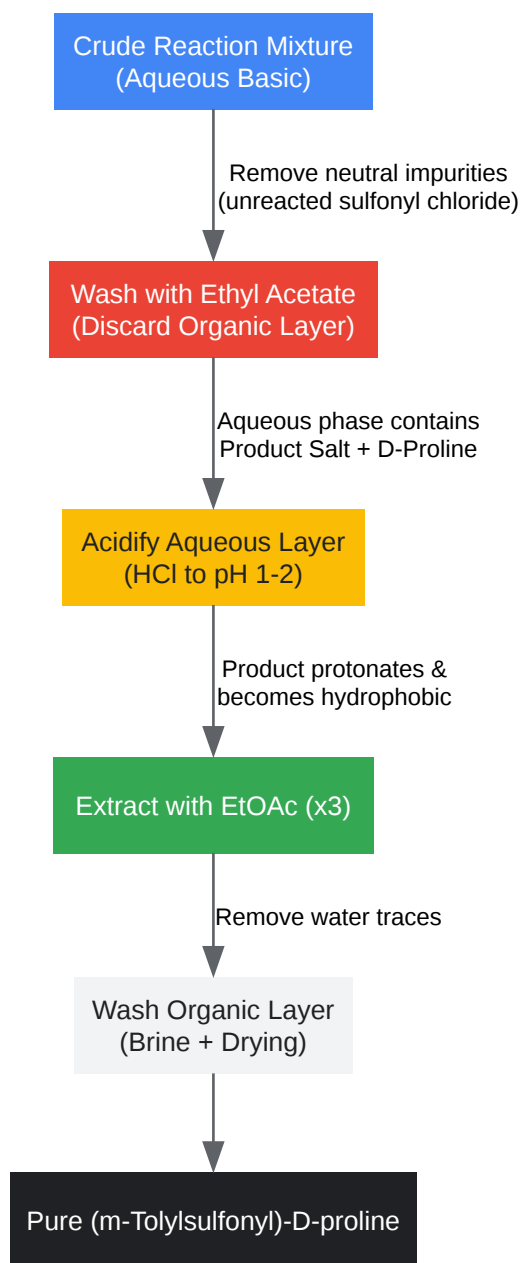 Crude Reaction Mixture
(Aqueous Basic)
Remove neutral impurities
(unreacted sulfonyl chloride)
Wash with Ethyl Acetate
(Discard Organic Layer)
Aqueous phase contains
Product Salt + D-Proline
Acidify Aqueous Layer
(HCl to pH 1-2)
Product protonates &
becomes hydrophobic
Extract with EtOAc (x3)
Remove water traces
Wash Organic Layer
(Brine + Drying)
Pure (m-Tolylsulfonyl)-D-proline